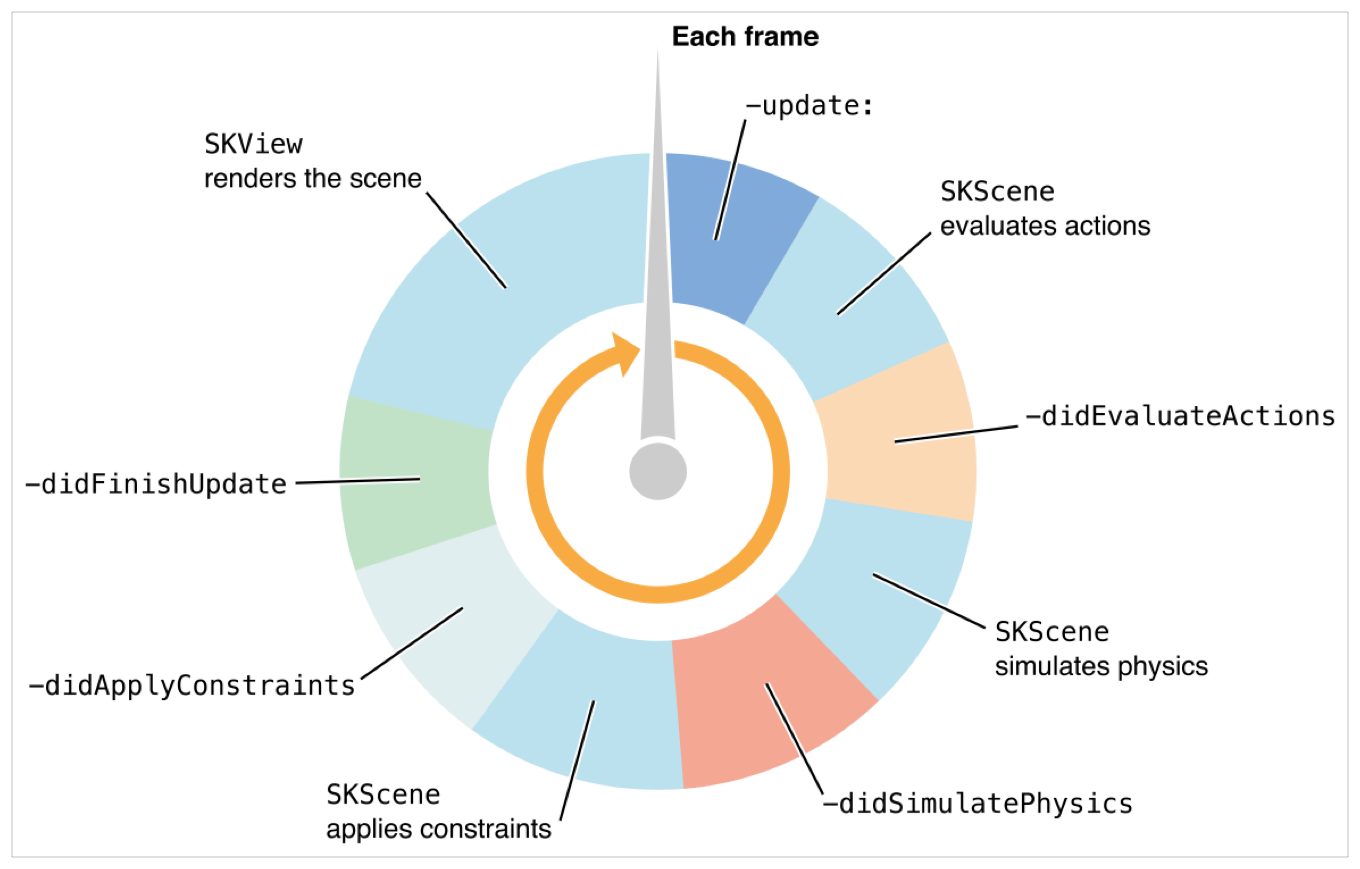 Each frame
−update:
SKScene
evaluates actions
−didEvaluateActions
SKScene
simulates physics
−didSimulatePhysics
SKScene
applies constraints
−didApplyConstraints
−didFinishUpdate
SKView
renders the scene